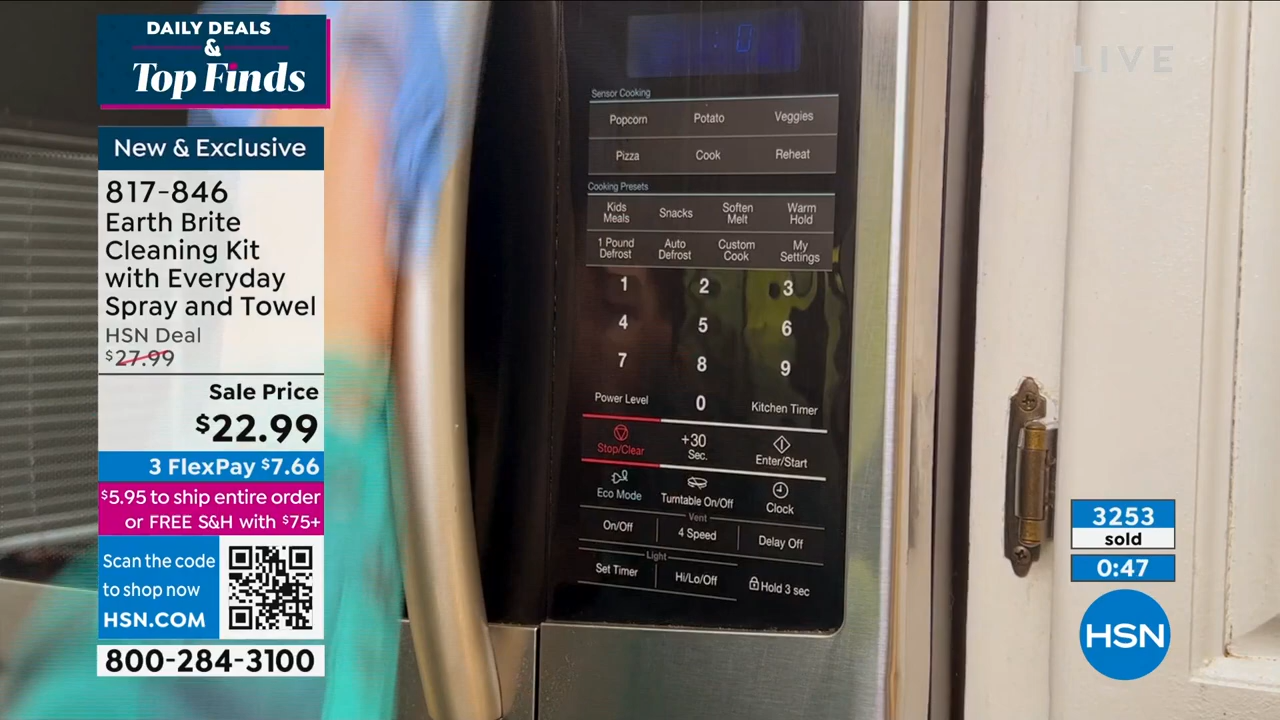 DAILY DEALS
&
Top Finds
New & Exclusive
817-846
Earth Brite
Cleaning Kit
with Everyday
Spray and Towel
HSN Deal
$27.99
Sale Price
$22.99
3 FlexPay $7.66
$5.95 to ship entire order
or FREE S&H with $75+
Scan the code
to shop now
HSN.COM
800-284-3100
:0
Sensor Cooking
Popcorn Potato Veggies
Pizza Cook Reheat
Cooking Presets
Kids Meals Snacks Soften Melt Warm Hold
1 Pound Defrost Auto Defrost Custom Cook My Settings
1 2 3
4 5 6
7 8 9
Power Level 0 Kitchen Timer
Stop/Clear +30 Sec. Enter/Start
Eco Mode Turntable On/Off Clock
Vent
On/Off 4 Speed Delay Off
Light
Set Timer Hi/Lo/Off Hold 3 sec
LIVE
3253
sold
0:47
HSN